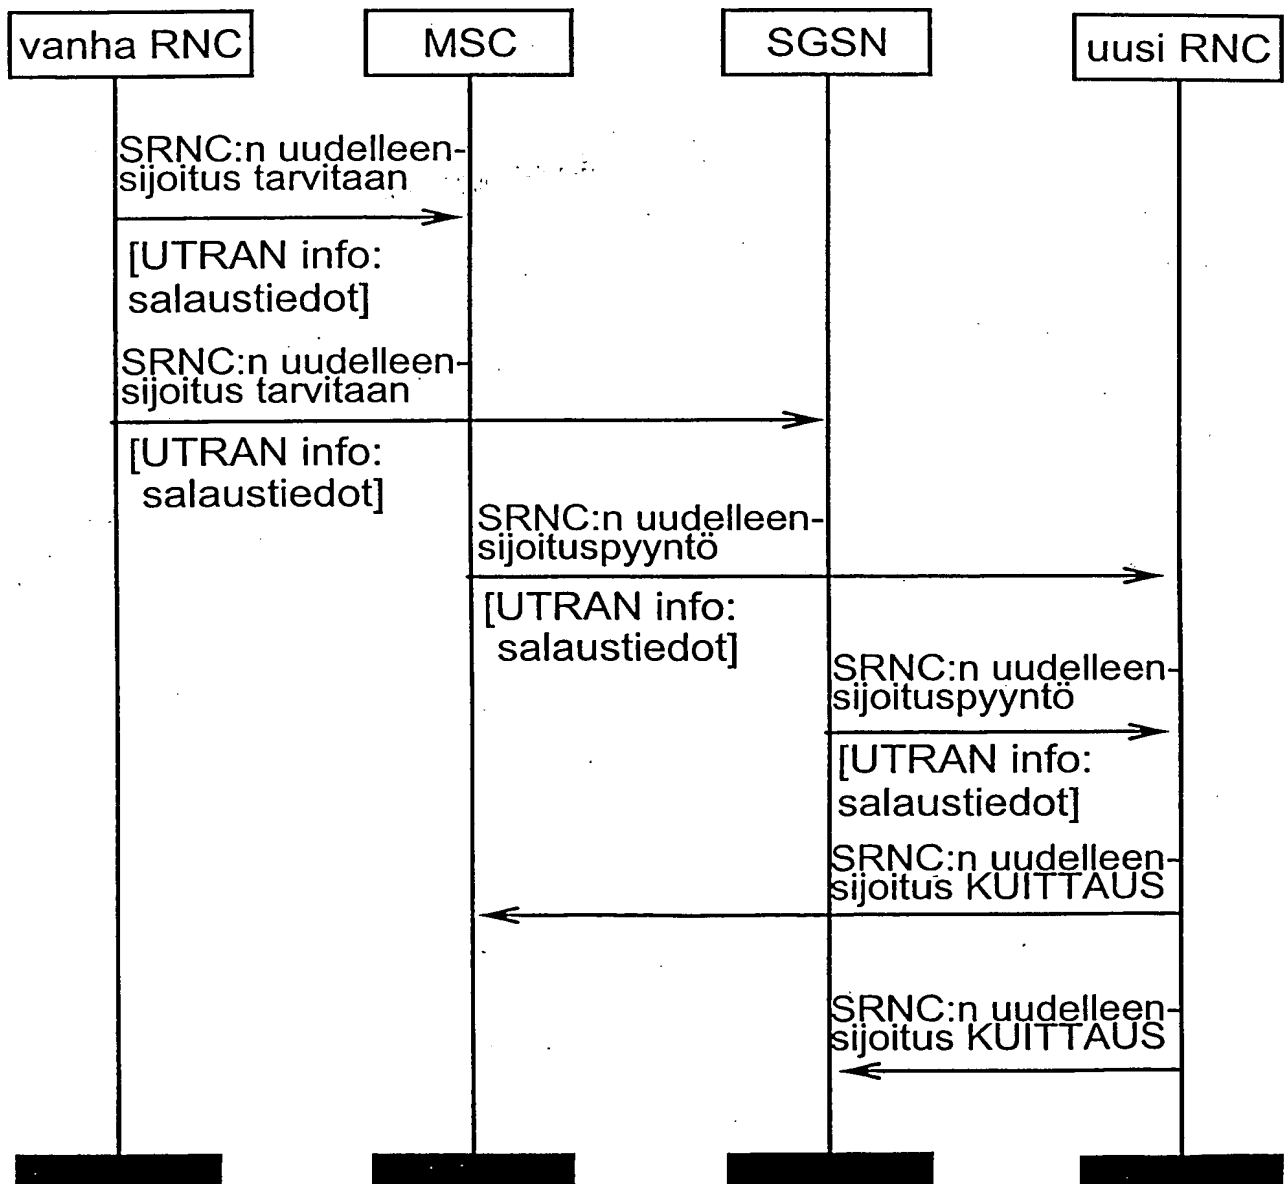 vanha RNC
MSC
SGSN
uusi RNC
SRNC:n uudelleen-
sijoitus tarvitaan
[UTRAN info:
salaustiedot]
SRNC:n uudelleen-
sijoitus tarvitaan
[UTRAN info:
salaustiedot]
SRNC:n uudelleen-
sijoituspyyntö
[UTRAN info:
salaustiedot]
SRNC:n uudelleen-
sijoituspyyntö
[UTRAN info:
salaustiedot]
SRNC:n uudelleen-
sijoitus KUITTAUS
SRNC:n uudelleen-
sijoitus KUITTAUS